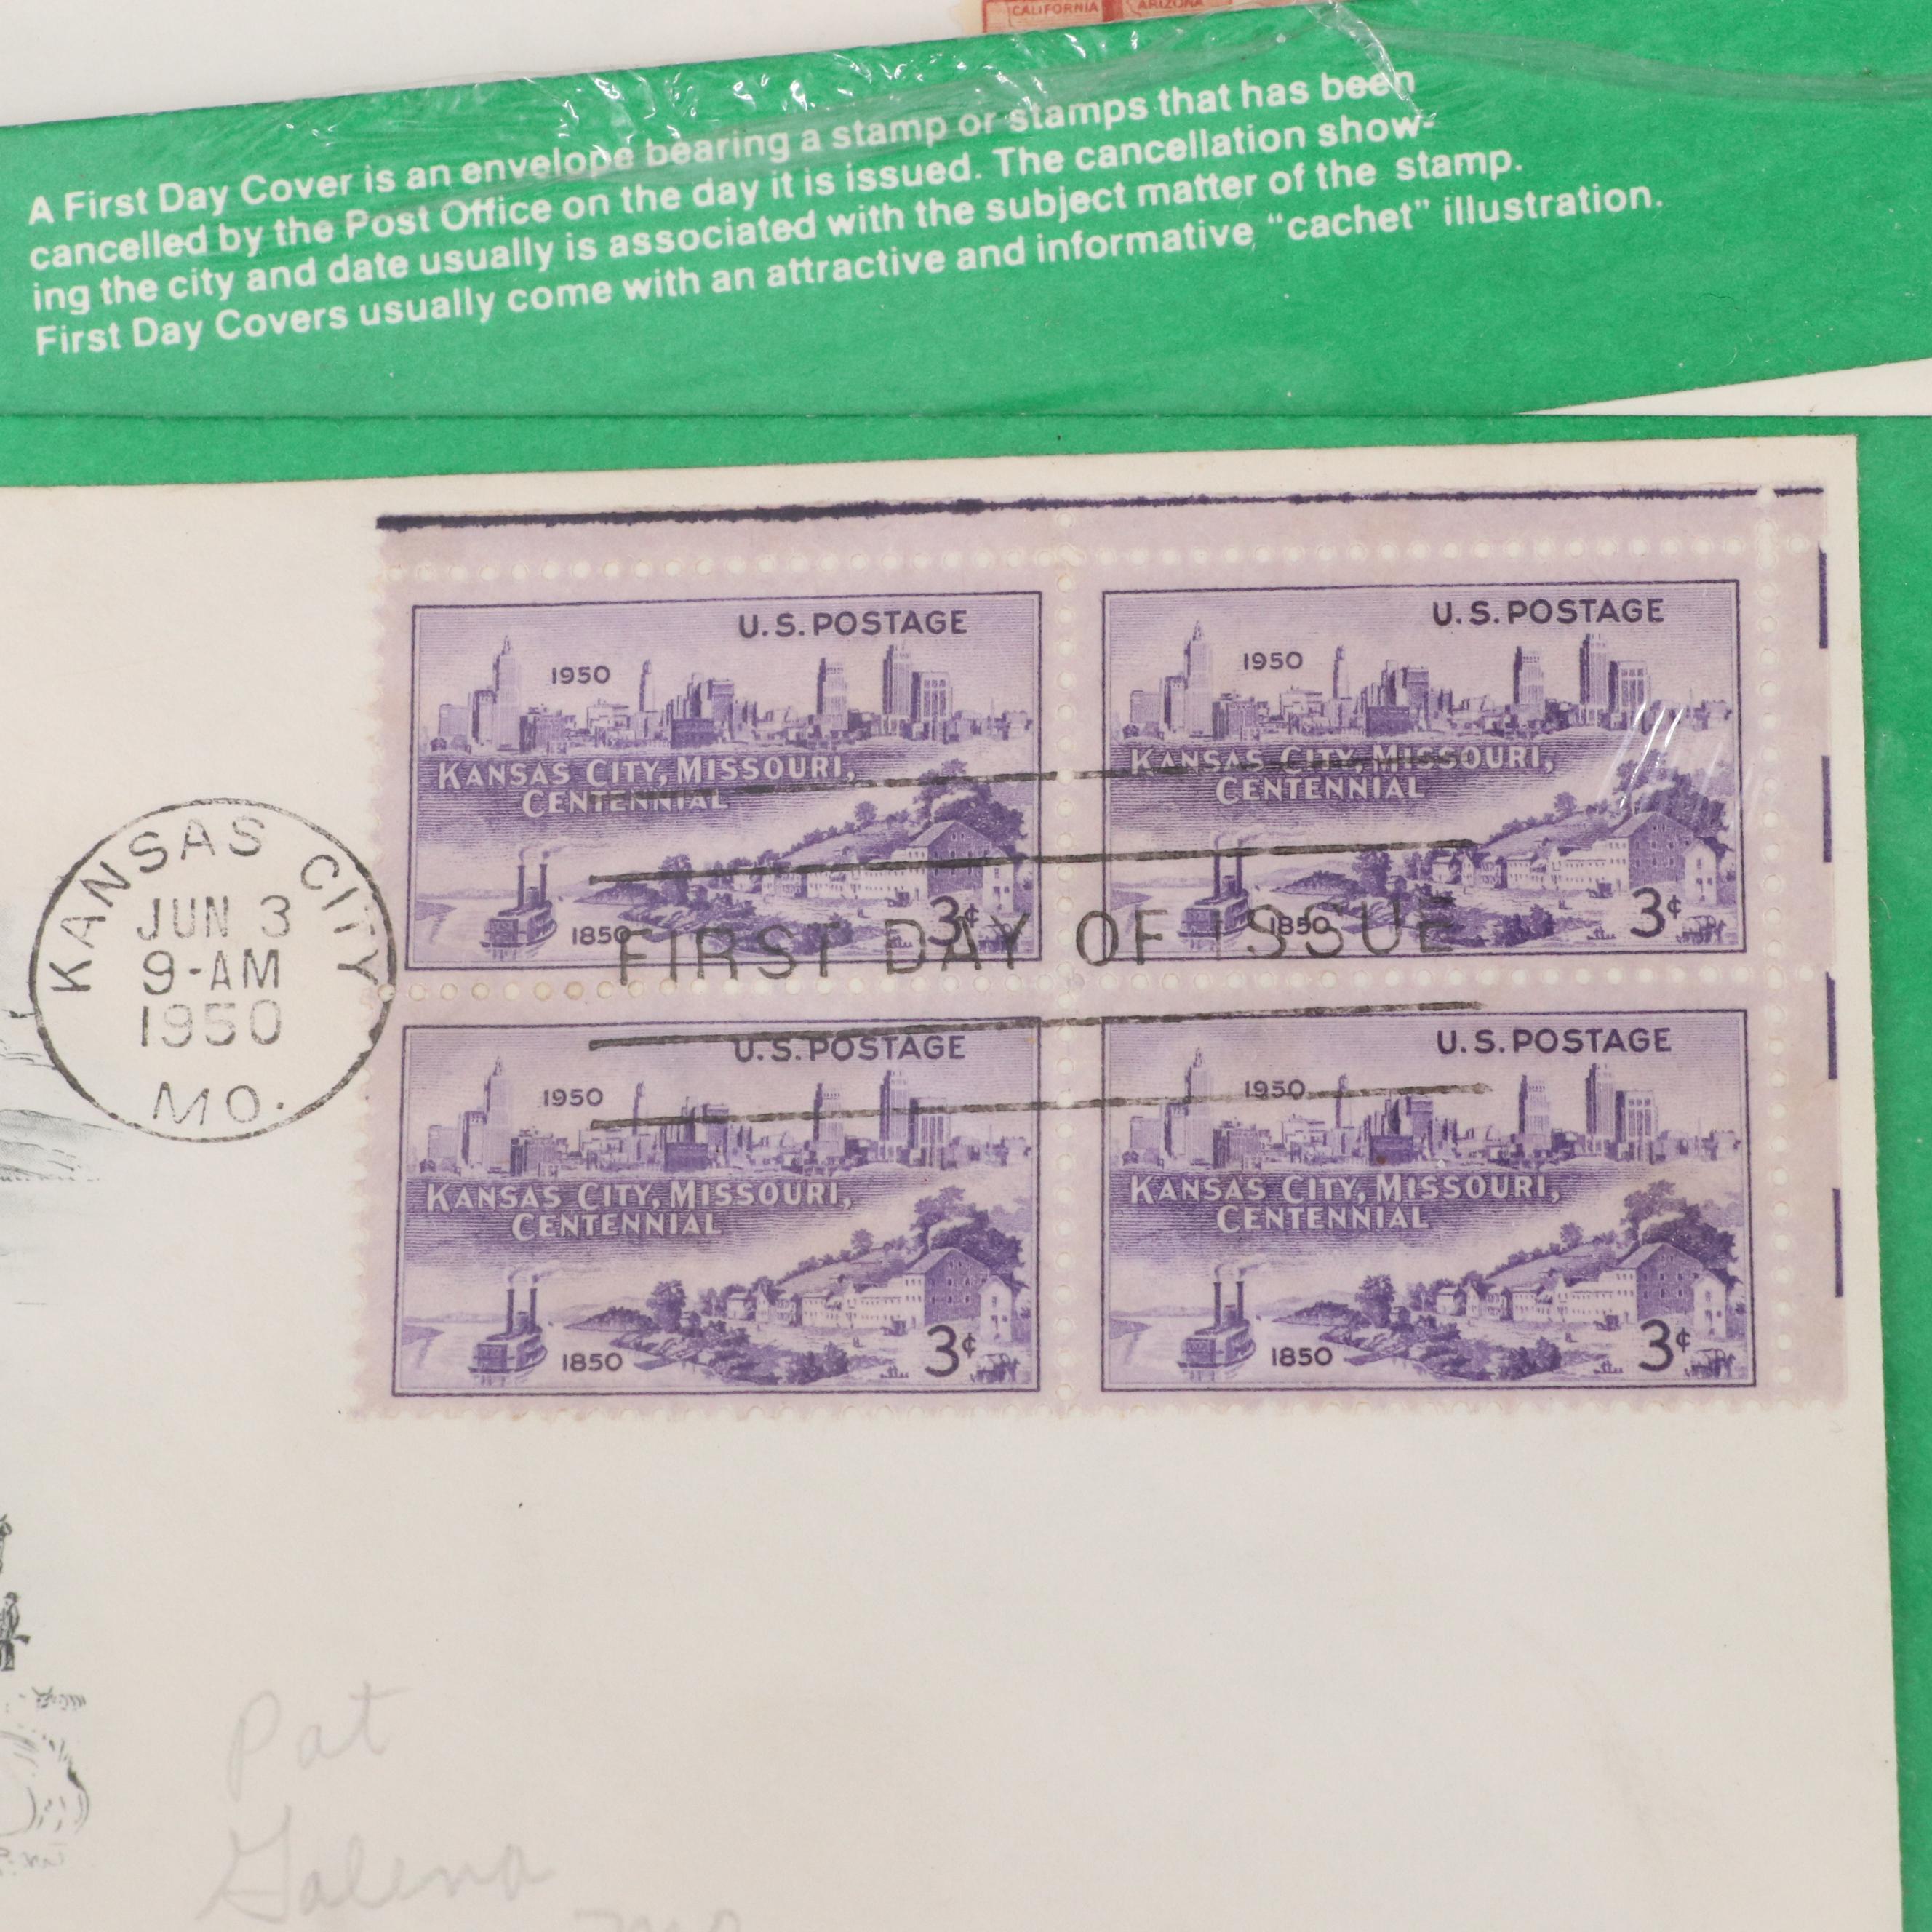 CALIFORNIA ARIZONA
A First Day Cover is an envelope bearing a stamp or stamps that has been
cancelled by the Post Office on the day it is issued. The cancellation show-
ing the city and date usually is associated with the subject matter of the stamp.
First Day Covers usually come with an attractive and informative "cachet" illustration.
U.S. POSTAGE
1950
KANSAS CITY, MISSOURI,
CENTENNIAL
1850
3¢
U.S. POSTAGE
1950
KANSAS CITY, MISSOURI,
CENTENNIAL
1850
3¢
KANSAS CITY
JUN 3
9-AM
1950
MO.
FIRST DAY OF ISSUE
U.S. POSTAGE
1950
KANSAS CITY, MISSOURI,
CENTENNIAL
1850
3¢
U.S. POSTAGE
1950
KANSAS CITY, MISSOURI,
CENTENNIAL
1850
3¢
Pat
Galena
Mo